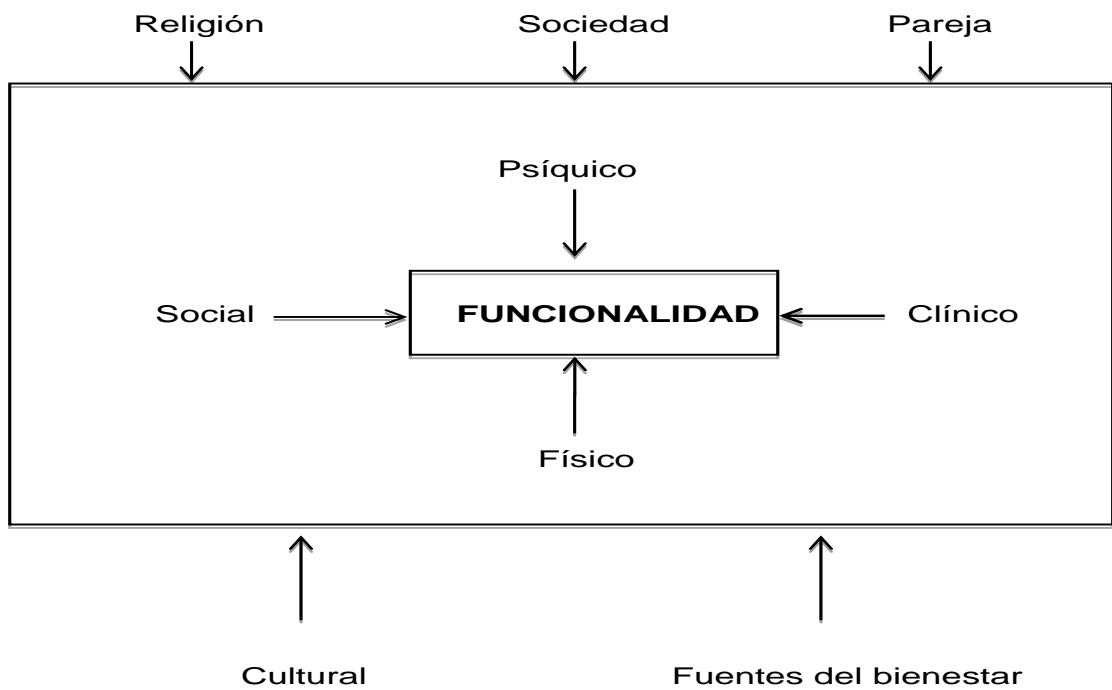 Religión Sociedad Pareja
Psíquico
Social FUNCIONALIDAD Clínico
Físico
Cultural Fuentes del bienestar